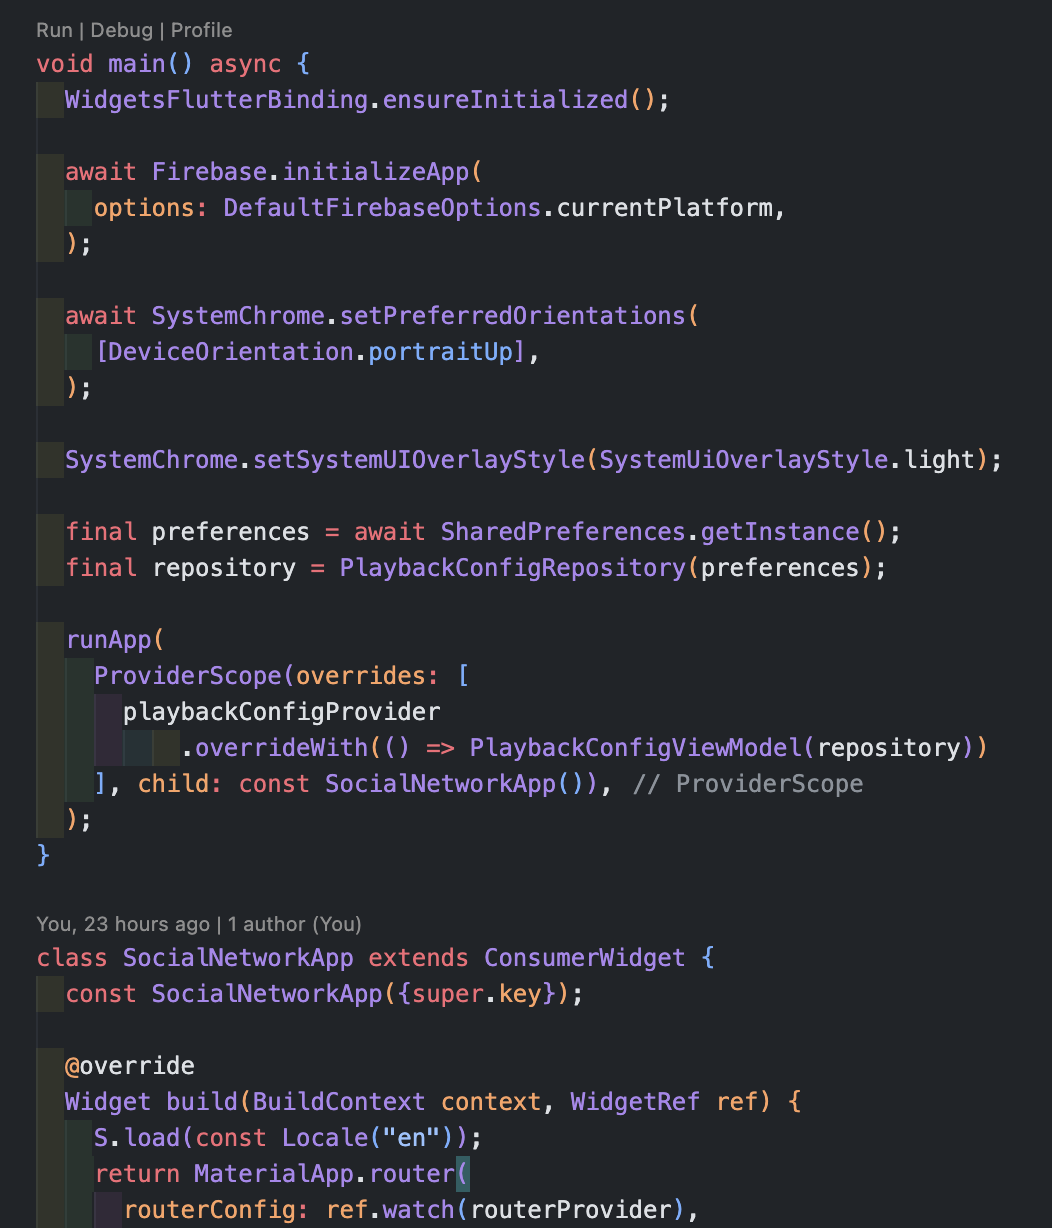 Run | Debug | Profile
void main() async {
  WidgetsFlutterBinding.ensureInitialized();

  await Firebase.initializeApp(
    options: DefaultFirebaseOptions.currentPlatform,
  );

  await SystemChrome.setPreferredOrientations(
    [DeviceOrientation.portraitUp],
  );

  SystemChrome.setSystemUIOverlayStyle(SystemUiOverlayStyle.light);

  final preferences = await SharedPreferences.getInstance();
  final repository = PlaybackConfigRepository(preferences);

  runApp(
    ProviderScope(overrides: [
      playbackConfigProvider
          .overrideWith(() => PlaybackConfigViewModel(repository))
    ], child: const SocialNetworkApp()), // ProviderScope
  );
}

You, 23 hours ago | 1 author (You)
class SocialNetworkApp extends ConsumerWidget {
  const SocialNetworkApp({super.key});

  @override
  Widget build(BuildContext context, WidgetRef ref) {
    S.load(const Locale("en"));
    return MaterialApp.router(
      routerConfig: ref.watch(routerProvider),